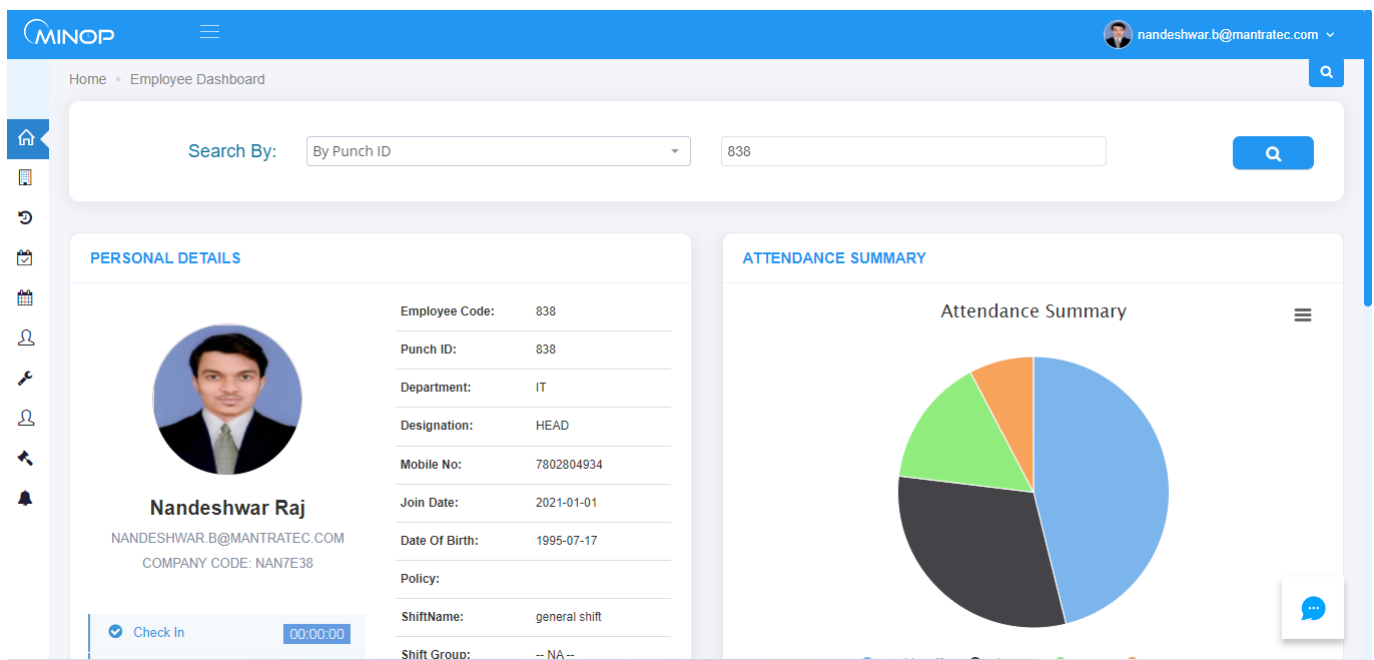 MINOP
nandeshwar.b@mantratec.com
Home • Employee Dashboard
Search By:
By Punch ID
838
PERSONAL DETAILS
Nandeshwar Raj
NANDESHWAR.B@MANTRATEC.COM
COMPANY CODE: NAN7E38
Check In 00:00:00
Employee Code: 838
Punch ID: 838
Department: IT
Designation: HEAD
Mobile No: 7802804934
Join Date: 2021-01-01
Date Of Birth: 1995-07-17
Policy:
ShiftName: general shift
Shift Group: -- NA --
ATTENDANCE SUMMARY
Attendance Summary